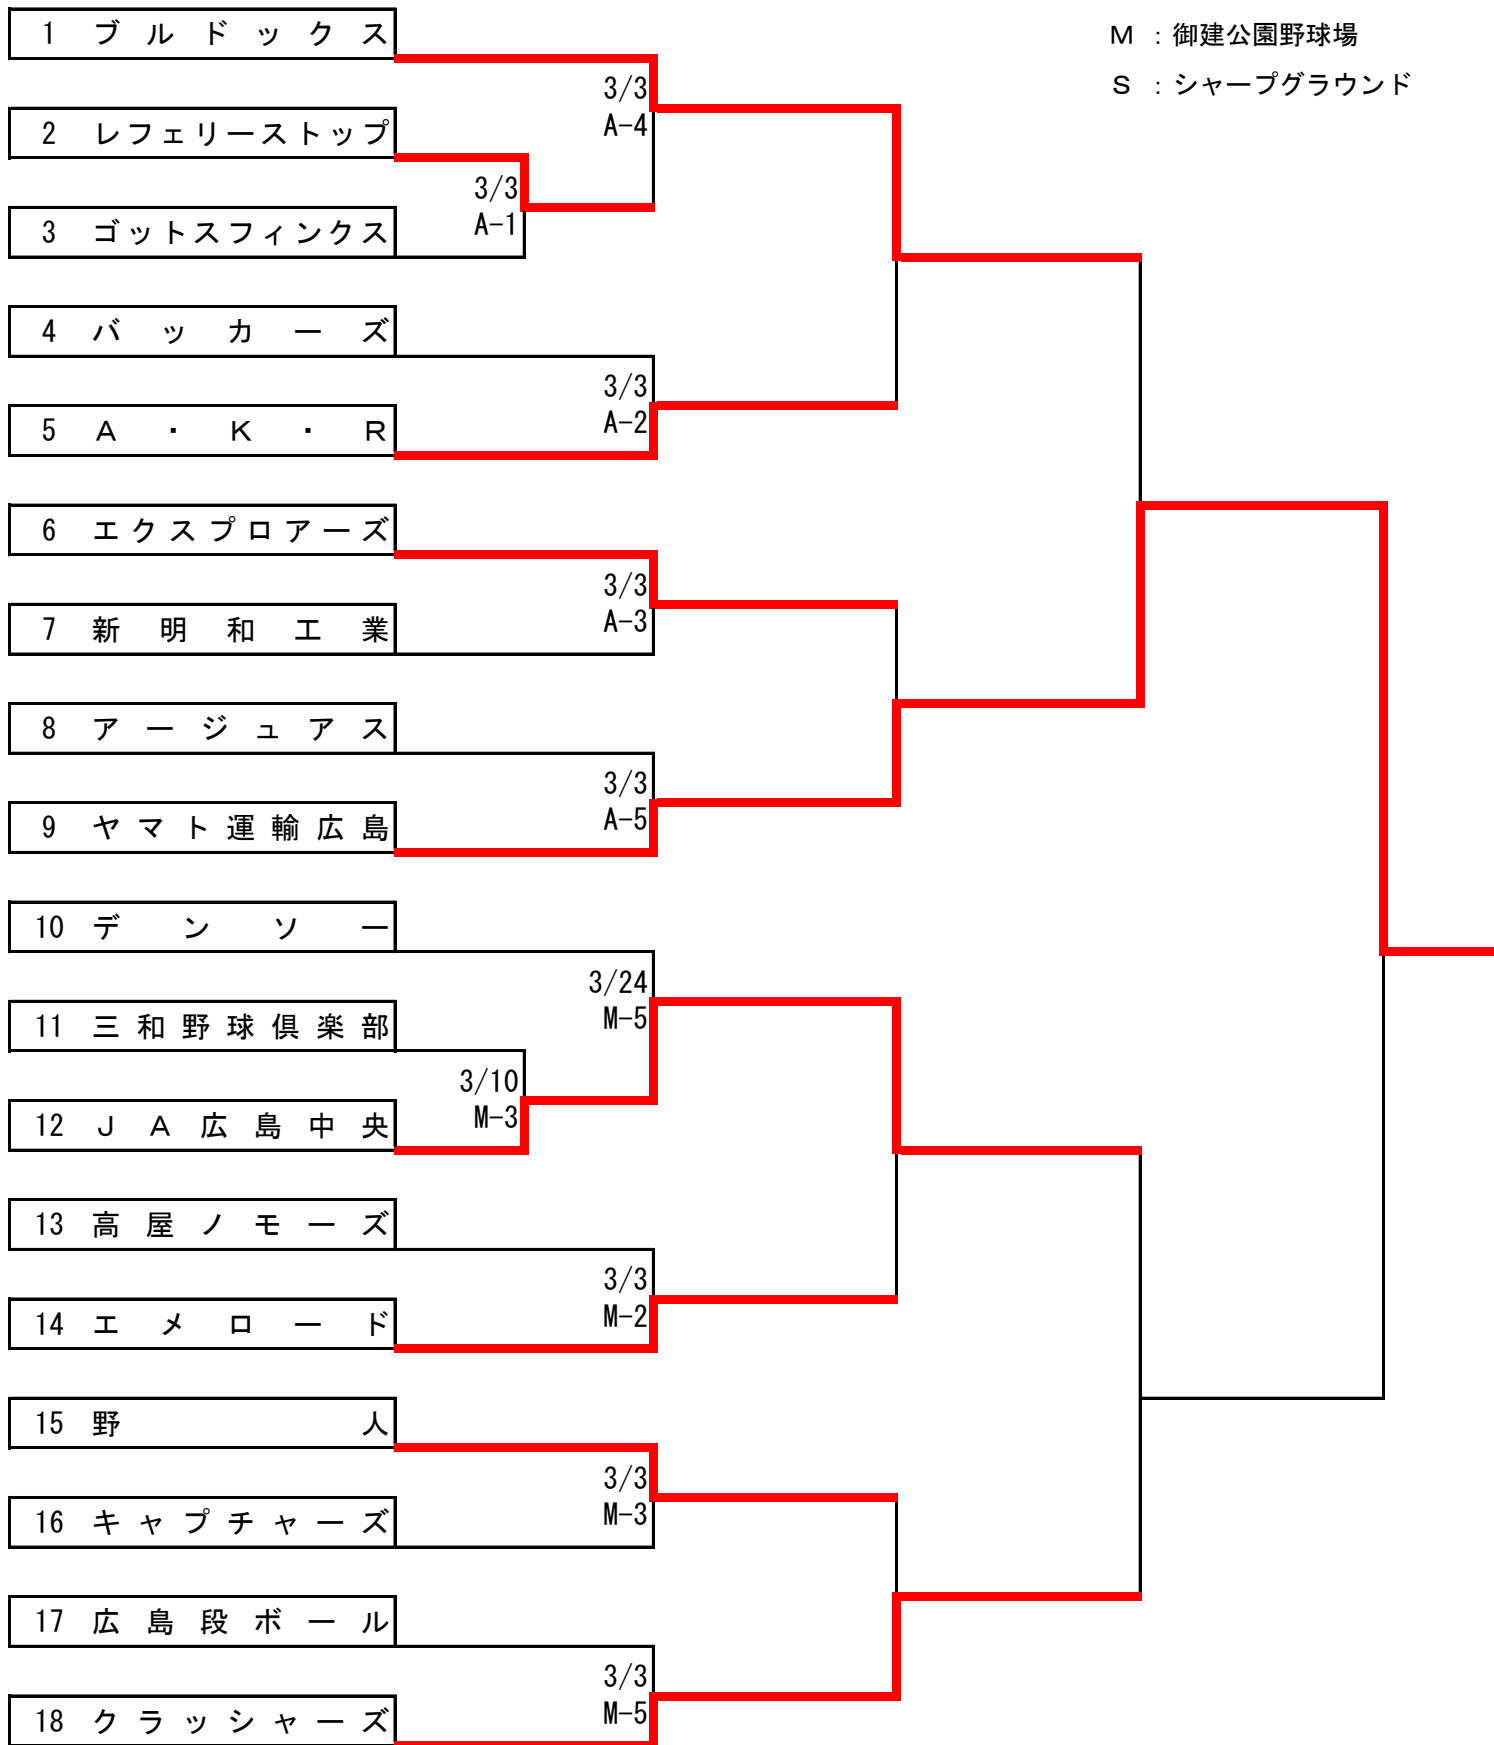 1 ブルドックス
M : 御建公園野球場
3/3
A-4
S : シャープグラウンド
2 レフェリーストップ
3/3
A-1
3 ゴットスフィンクス
4 バッカーズ
3/3
A-2
5 A・K・R
6 エクスプロアーズ
3/3
A-3
7 新明和工業
8 アージュアス
3/3
A-5
9 ヤマト運輸広島
10 デンソー
3/24
M-5
11 三和野球倶楽部
3/10
M-3
12 JA広島中央
13 高屋ノモーズ
3/3
M-2
14 エメロード
15 野人
3/3
M-3
16 キャプチャーズ
17 広島段ボール
3/3
M-5
18 クラッシャーズ